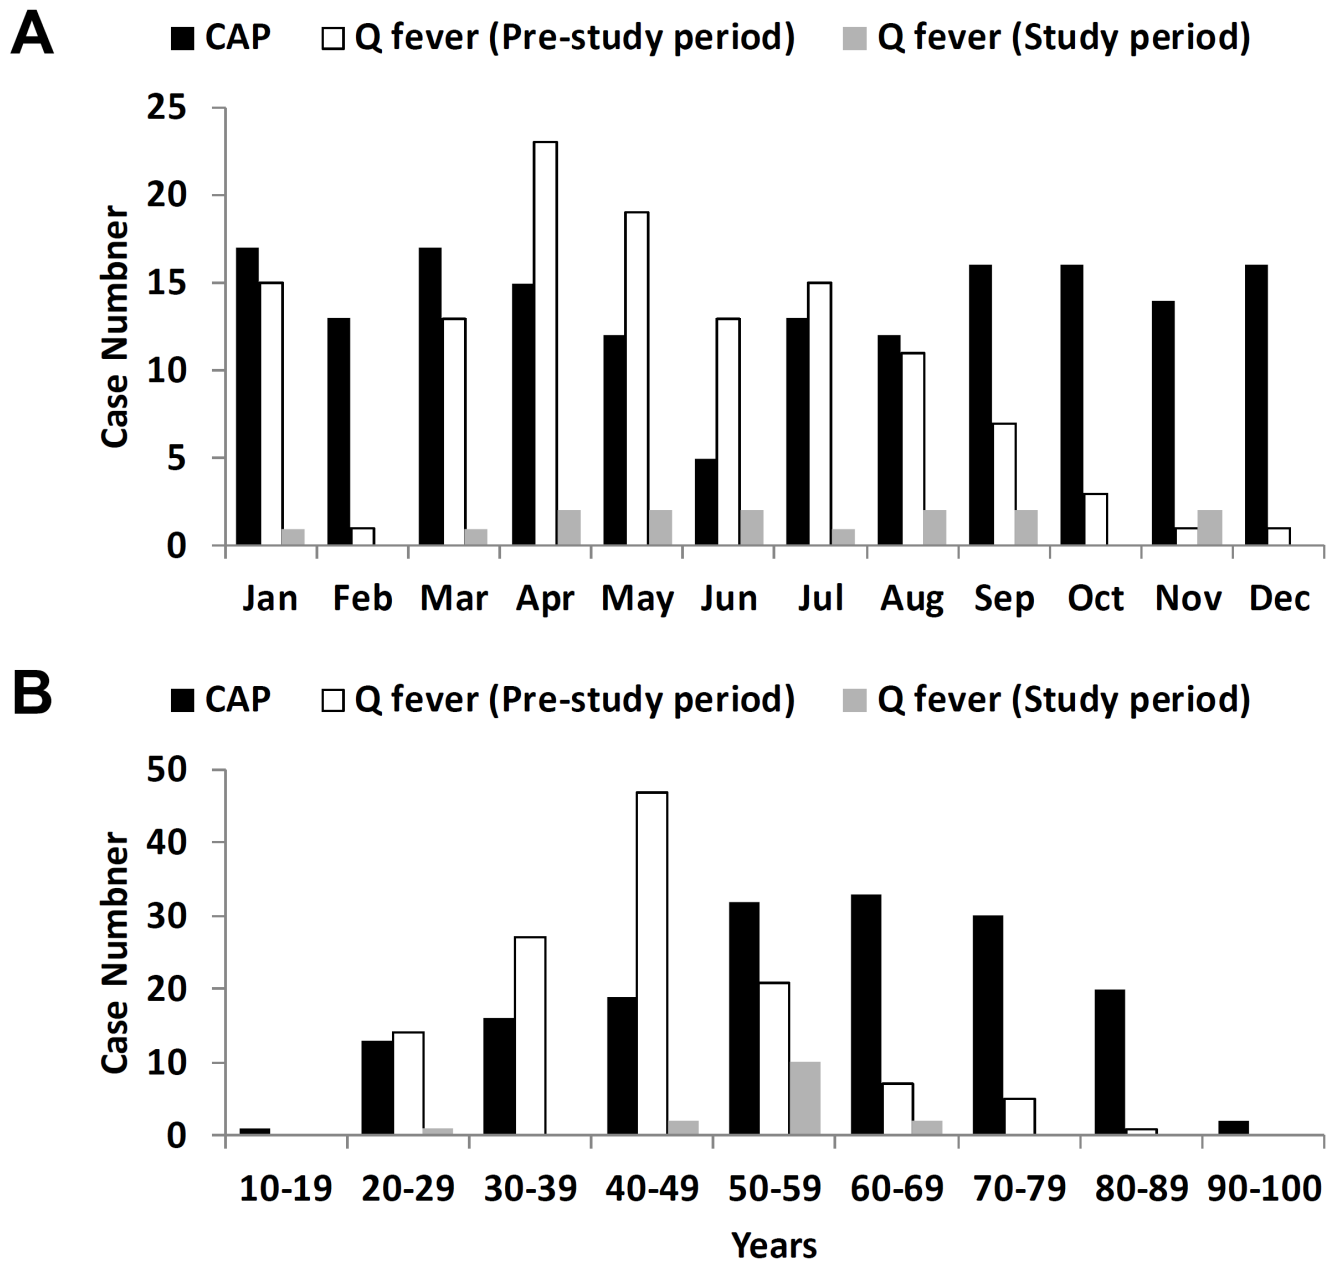 A
CAP Q fever (Pre-study period) Q fever (Study period)
25
20
15
10
5
0
Case Numbner
Jan Feb Mar Apr May Jun Jul Aug Sep Oct Nov Dec
B
CAP Q fever (Pre-study period) Q fever (Study period)
50
40
30
20
10
0
Case Numbner
10-19 20-29 30-39 40-49 50-59 60-69 70-79 80-89 90-100
Years